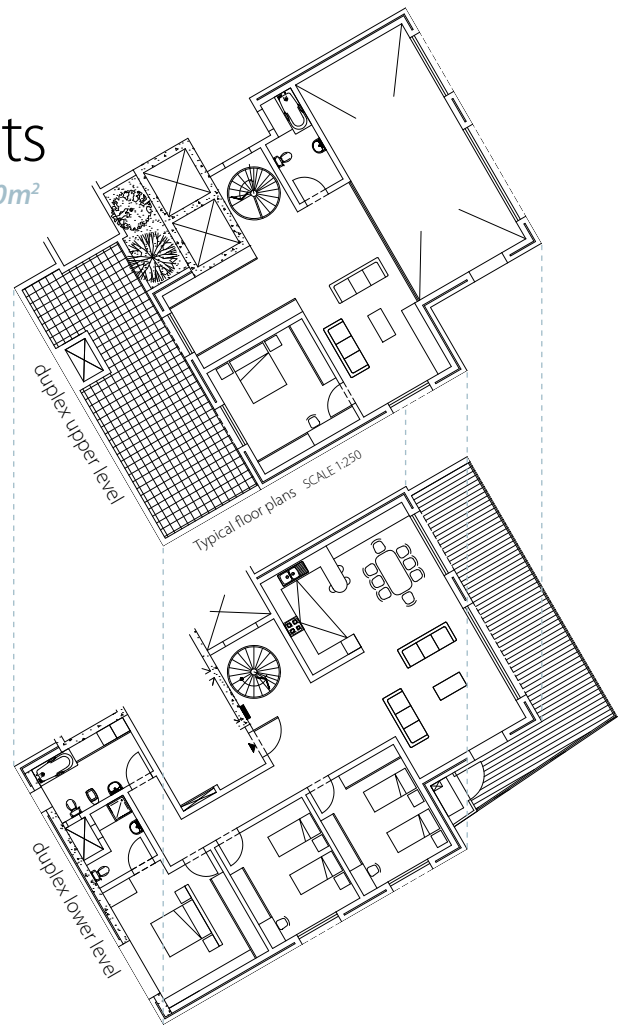 ts
0m²
duplex upper level
Typical floor plans SCALE 1:250
duplex lower level